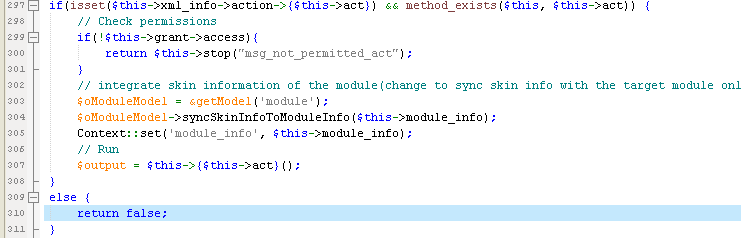 297 if(isset($this->xml_info->action->{$this->act}) && method_exists($this, $this->act)) {
298 // Check permissions
299 if(!$this->grant->access){
300 return $this->stop("msg_not_permitted_act");
301 }
302 // integrate skin information of the module(change to sync skin info with the target module onl
303 $oModuleModel = &getModel('module');
304 $oModuleModel->syncSkinInfoToModuleInfo($this->module_info);
305 Context::set('module_info', $this->module_info);
306 // Run
307 $output = $this->{$this->act}();
308 }
309 else {
310 return false;
311 }